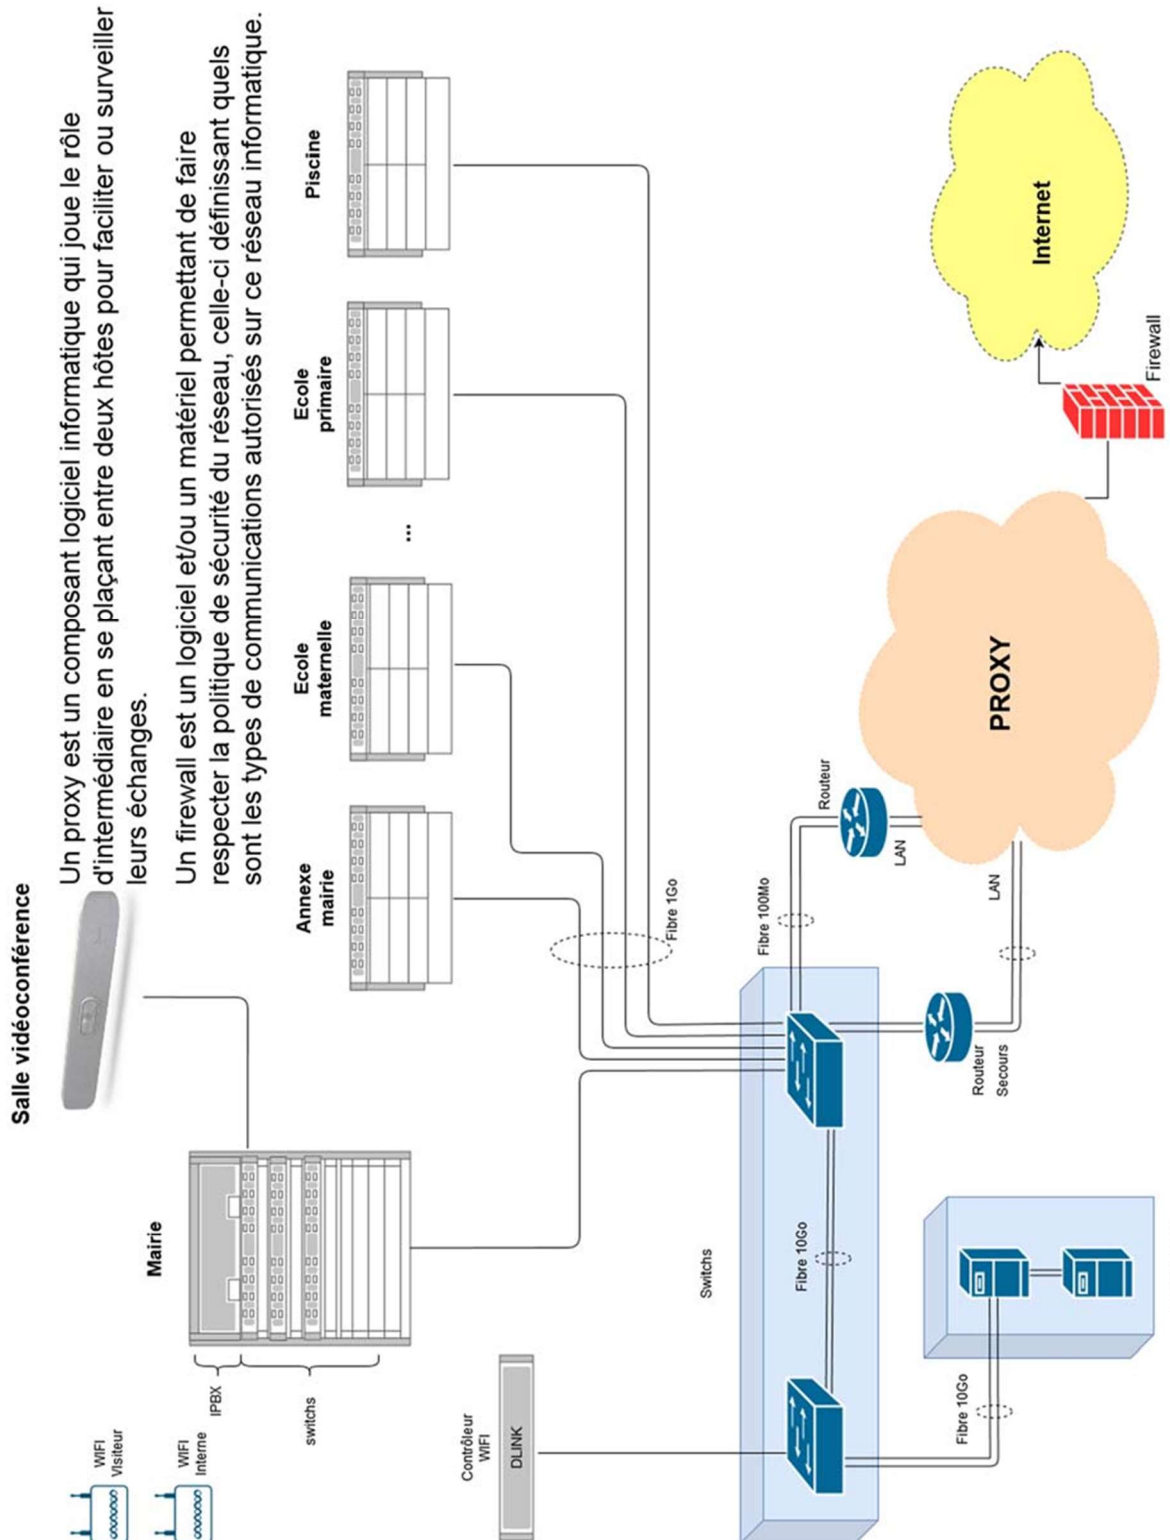 Salle vidéoconférence
Un proxy est un composant logiciel informatique qui joue le rôle
d'intermédiaire en se plaçant entre deux hôtes pour faciliter ou surveiller
leurs échanges.
Un firewall est un logiciel et/ou un matériel permettant de faire
respecter la politique de sécurité du réseau, celle-ci définissant quels
sont les types de communications autorisés sur ce réseau informatique.
WIFI
VIsiteur
WIFI
Interne
Mairie
IPBX
switchs
Annexe
mairie
Ecole
maternelle
...
Ecole
primaire
Piscine
Contrôleur
WIFI
DLINK
Fibre 1Go
Switchs
Fibre 100Mo
Routeur
LAN
Fibre 10Go
Fibre 10Go
Routeur
Secours
LAN
PROXY
Internet
Firewall